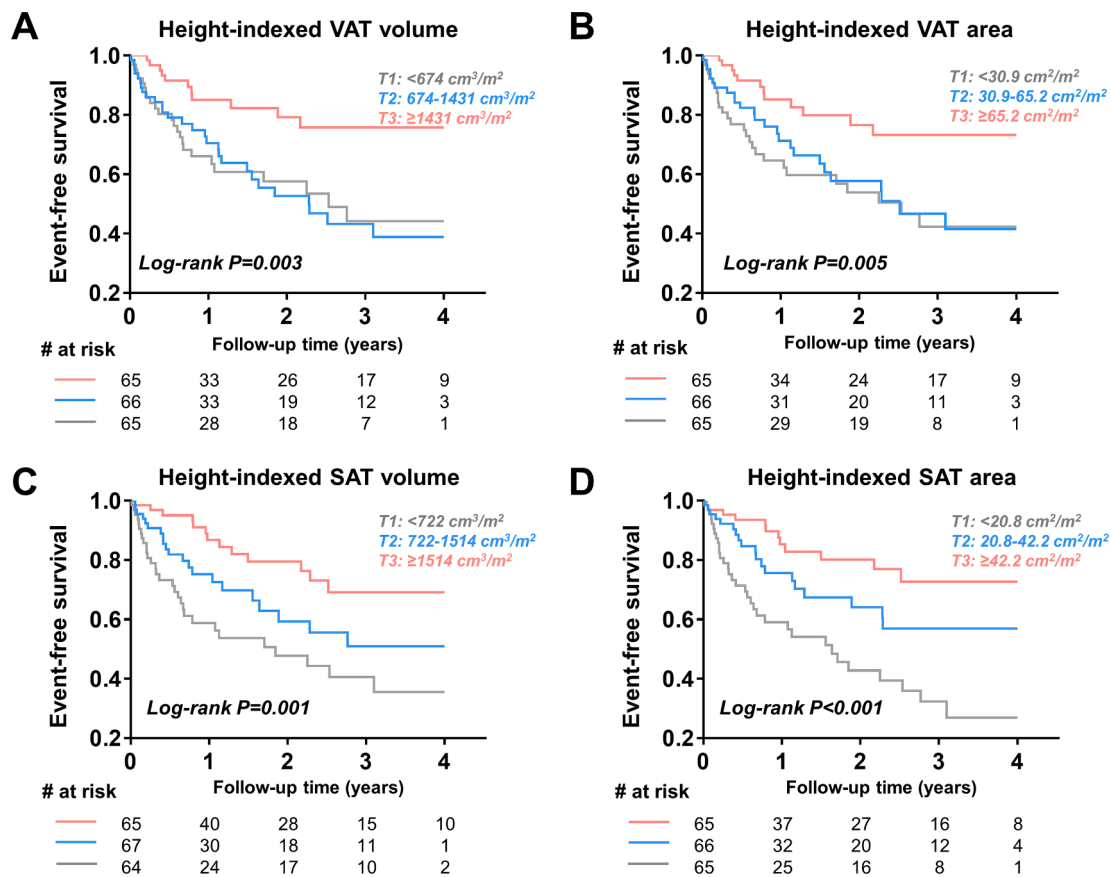 A
Height-indexed VAT volume
Event-free survival
1.0
0.8
0.6
0.4
0.2
T1: <674 cm³/m²
T2: 674-1431 cm³/m²
T3: ≥1431 cm³/m²
Log-rank P=0.003
0 1 2 3 4
Follow-up time (years)
# at risk
65 33 26 17 9
66 33 19 12 3
65 28 18 7 1
B
Height-indexed VAT area
Event-free survival
1.0
0.8
0.6
0.4
0.2
T1: <30.9 cm²/m²
T2: 30.9-65.2 cm²/m²
T3: ≥65.2 cm²/m²
Log-rank P=0.005
0 1 2 3 4
Follow-up time (years)
# at risk
65 34 24 17 9
66 31 20 11 3
65 29 19 8 1
C
Height-indexed SAT volume
Event-free survival
1.0
0.8
0.6
0.4
0.2
T1: <722 cm³/m²
T2: 722-1514 cm³/m²
T3: ≥1514 cm³/m²
Log-rank P=0.001
0 1 2 3 4
Follow-up time (years)
# at risk
65 40 28 15 10
67 30 18 11 1
64 24 17 10 2
D
Height-indexed SAT area
Event-free survival
1.0
0.8
0.6
0.4
0.2
T1: <20.8 cm²/m²
T2: 20.8-42.2 cm²/m²
T3: ≥42.2 cm²/m²
Log-rank P<0.001
0 1 2 3 4
Follow-up time (years)
# at risk
65 37 27 16 8
66 32 20 12 4
65 25 16 8 1